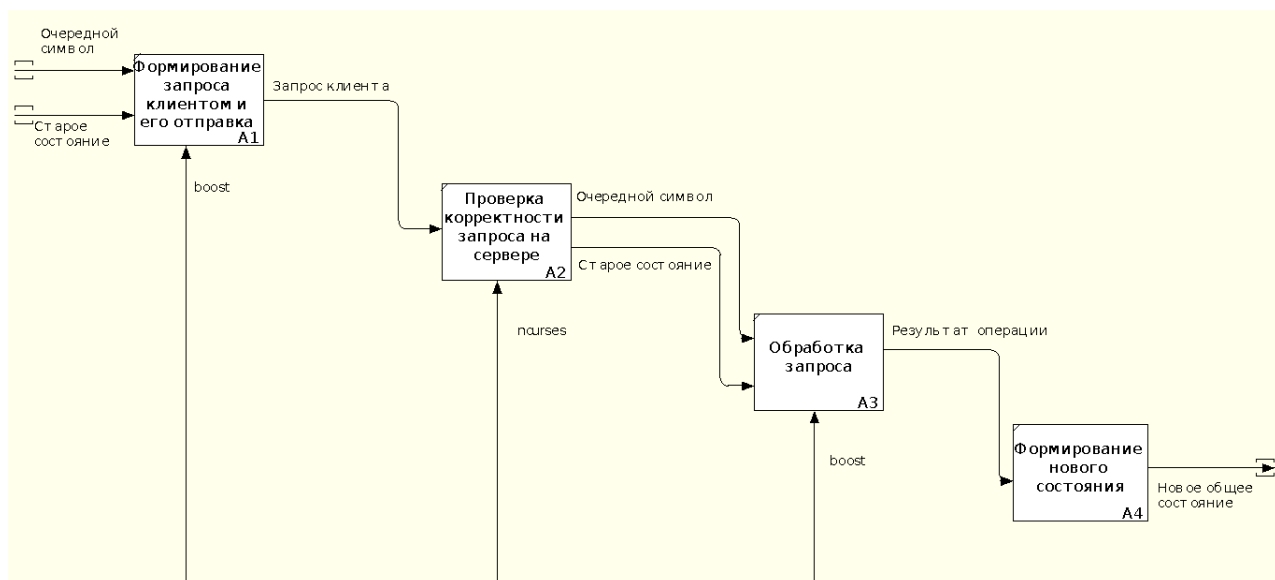 Очередной
символ
Формирование
запроса
клиентом и
его отправка
A1
Запрос клиента
Старое
состояние
boost
Проверка
корректности
запроса на
сервере
A2
Очередной символ
Старое состояние
ncurses
Обработка
запроса
A3
Результат операции
boost
Формирование
нового
состояния
A4
Новое общее
состояние